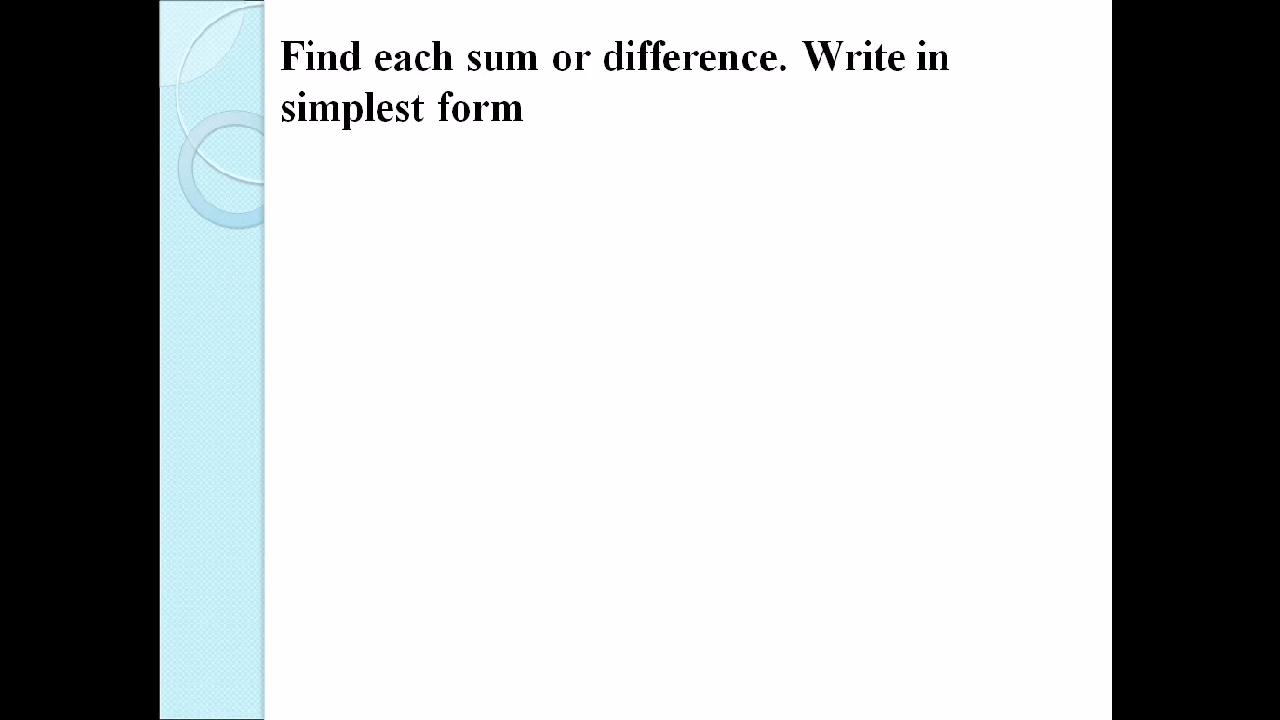 Find each sum or difference. Write in
simplest form